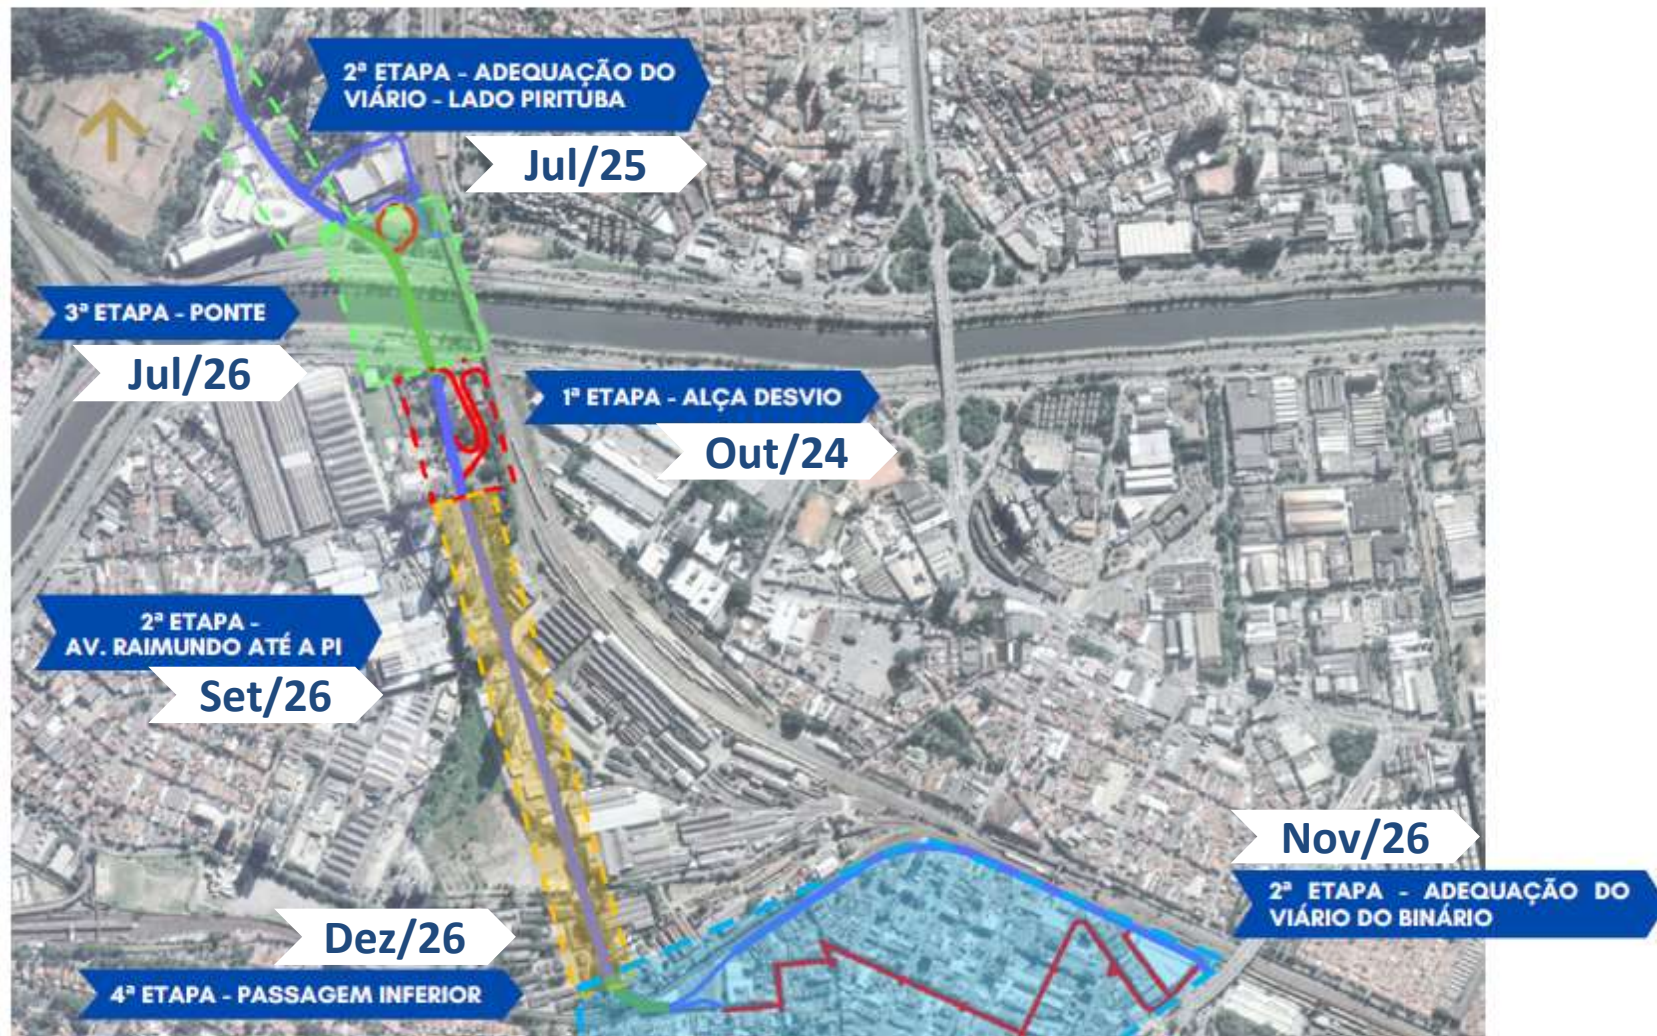 2ª ETAPA - ADEQUAÇÃO DO
VIÁRIO - LADO PIRITUBA
Jul/25
3ª ETAPA - PONTE
Jul/26
1ª ETAPA - ALÇA DESVIO
Out/24
2ª ETAPA -
AV. RAIMUNDO ATÉ A PI
Set/26
Nov/26
2ª ETAPA - ADEQUAÇÃO DO
VIÁRIO DO BINÁRIO
Dez/26
4ª ETAPA - PASSAGEM INFERIOR